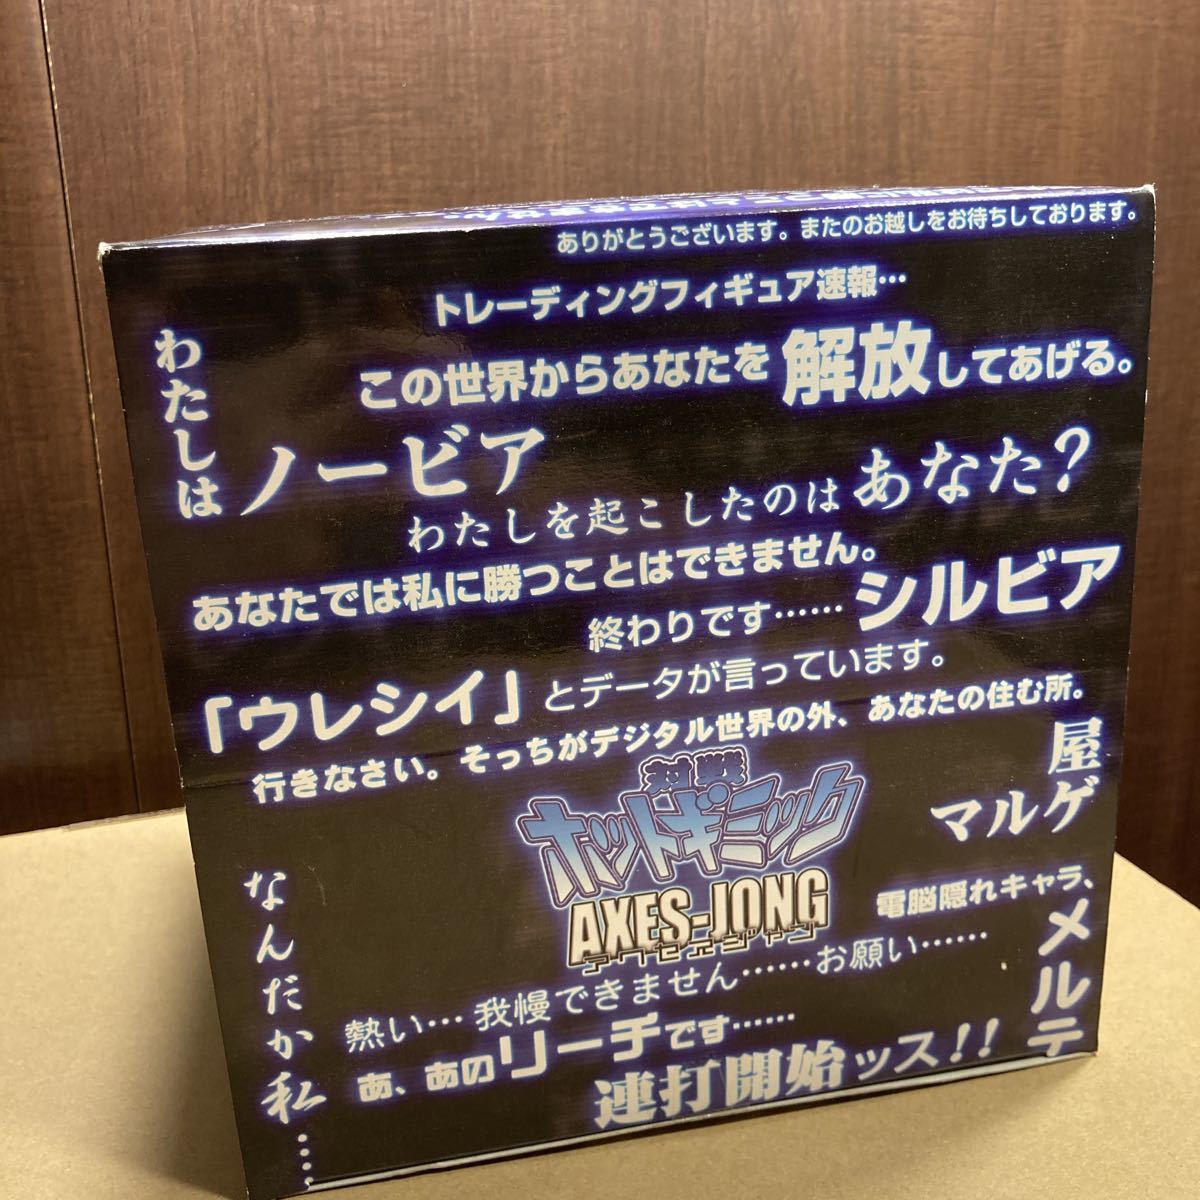 ありがとうございます。またのお越しをお待ちしております。
トレーディングフィギュア速報…
この世界からあなたを解放してあげる。
わたしは
ノービア
わたしを起こしたのはあなた？
あなたでは私に勝つことはできません。
終わりです……シルビア
「ウレシイ」とデータが言っています。
行きなさい。そっちがデジタル世界の外、あなたの住む所。
対戦
ホットギミック
AXES-JONG
アクセスジャン
屋
マルゲ
電脳隠れキャラ、
メルテ
なんだか私…
熱い…我慢できません……お願い……
あ、あのリーチです……
連打開始ッス!!